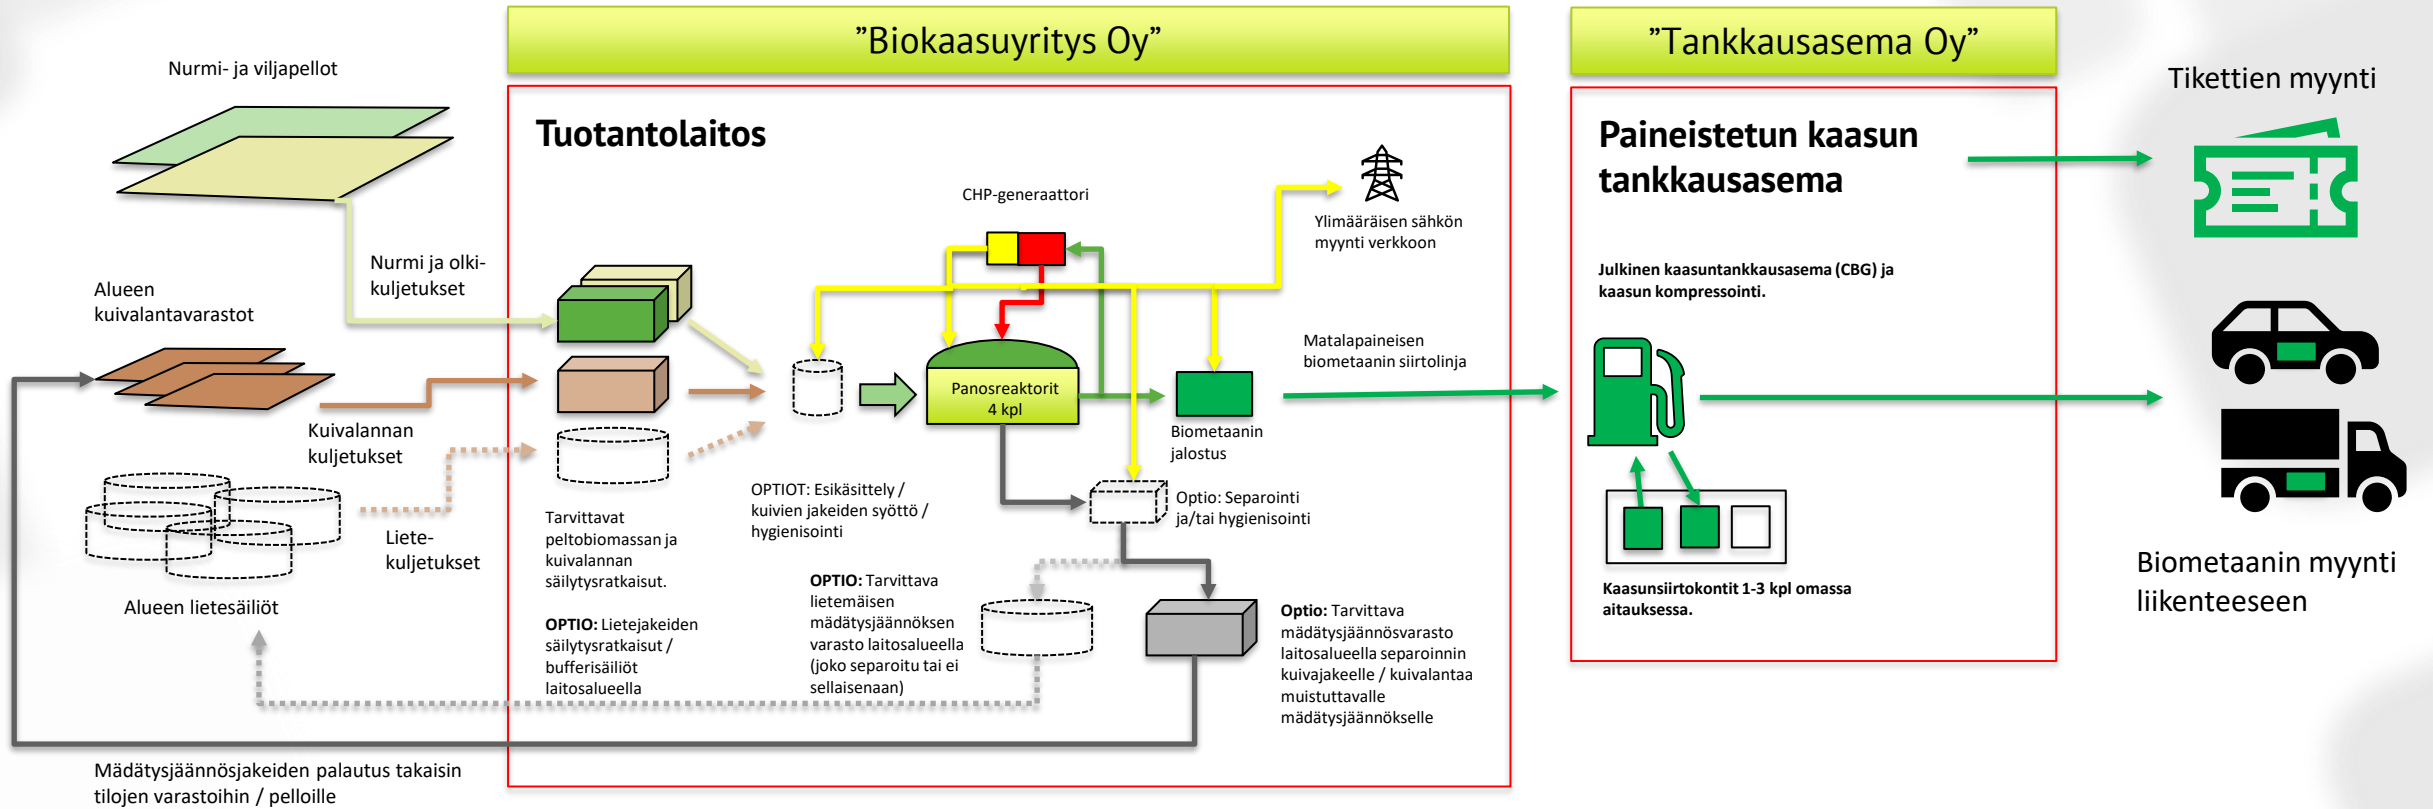 ”Biokaasuyritys Oy”
”Tankkausasema Oy”
Nurmi- ja viljapellot
Tikettien myynti
Tuotantolaitos
Paineistetun kaasun
tankkausasema
CHP-generaattori
Ylimääräisen sähkön
myynti verkkoon
Nurmi ja olki-
kuljetukset
Julkinen kaasuntankkausasema (CBG) ja
kaasun kompressointi.
Alueen
kuivalantavarastot
Matalapaineisen
biometaanin siirtolinja
Panosreaktorit
4 kpl
Kuivalannan
kuljetukset
Biometaanin
jalostus
OPTIOT: Esikäsittely /
kuivien jakeiden syöttö /
hygienisointi
Optio: Separointi
ja/tai hygienisointi
Tarvittavat
peltobiomassan ja
kuivalannan
säilytysratkaisut.
Liete-
kuljetukset
Biometaanin myynti
liikenteeseen
Alueen lietesäiliöt
OPTIO: Tarvittava
lietemäisen
mädätysjäännöksen
varasto laitosalueella
(joko separoitu tai ei
sellaisenaan)
Kaasunsiirtokontit 1-3 kpl omassa
aitauksessa.
OPTIO: Lietejakeiden
säilytysratkaisut /
bufferisäiliöt
laitosalueella
Optio: Tarvittava
mädätysjäännösvarasto
laitosalueella separoinnin
kuivajakeelle / kuivalantaa
muistuttavalle
mädätysjäännökselle
Mädätysjäännösjakeiden palautus takaisin
tilojen varastoihin / pelloille